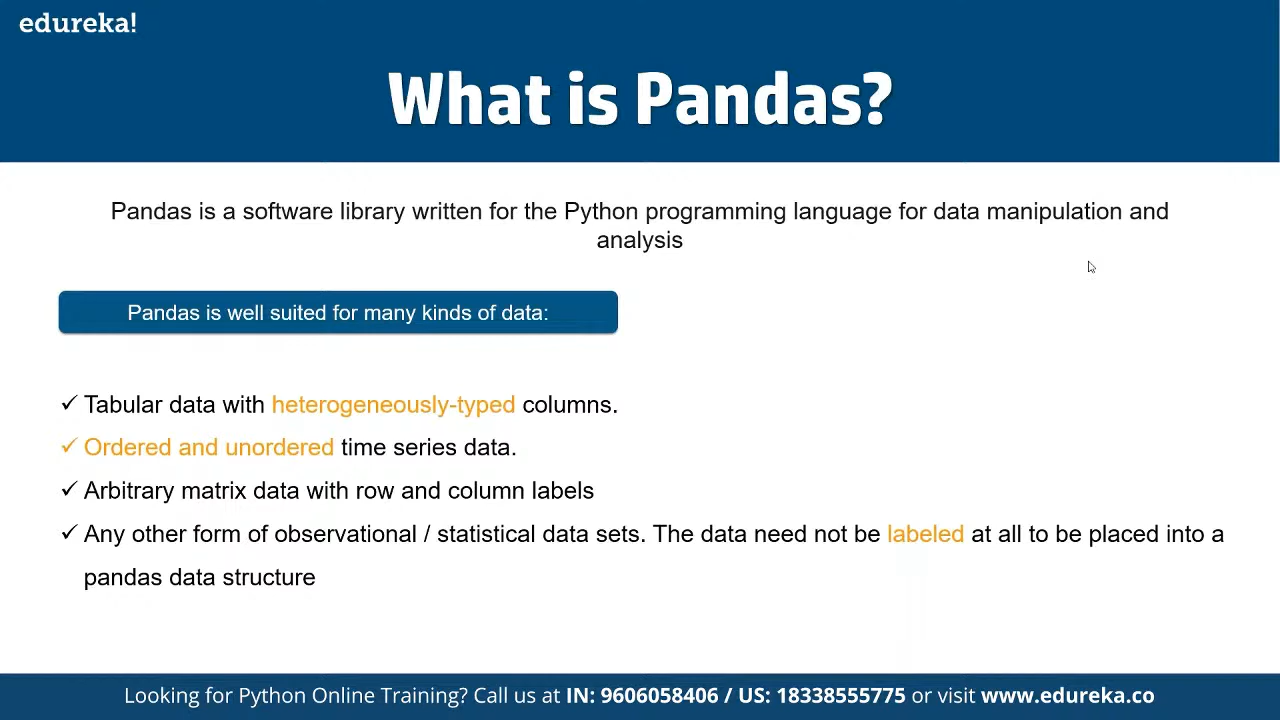 edureka!
What is Pandas?
Pandas is a software library written for the Python programming language for data manipulation and
analysis
Pandas is well suited for many kinds of data:
✓ Tabular data with heterogeneously-typed columns.
✓ Ordered and unordered time series data.
✓ Arbitrary matrix data with row and column labels
✓ Any other form of observational / statistical data sets. The data need not be labeled at all to be placed into a
pandas data structure
Looking for Python Online Training? Call us at IN: 9606058406 / US: 18338555775 or visit www.edureka.co